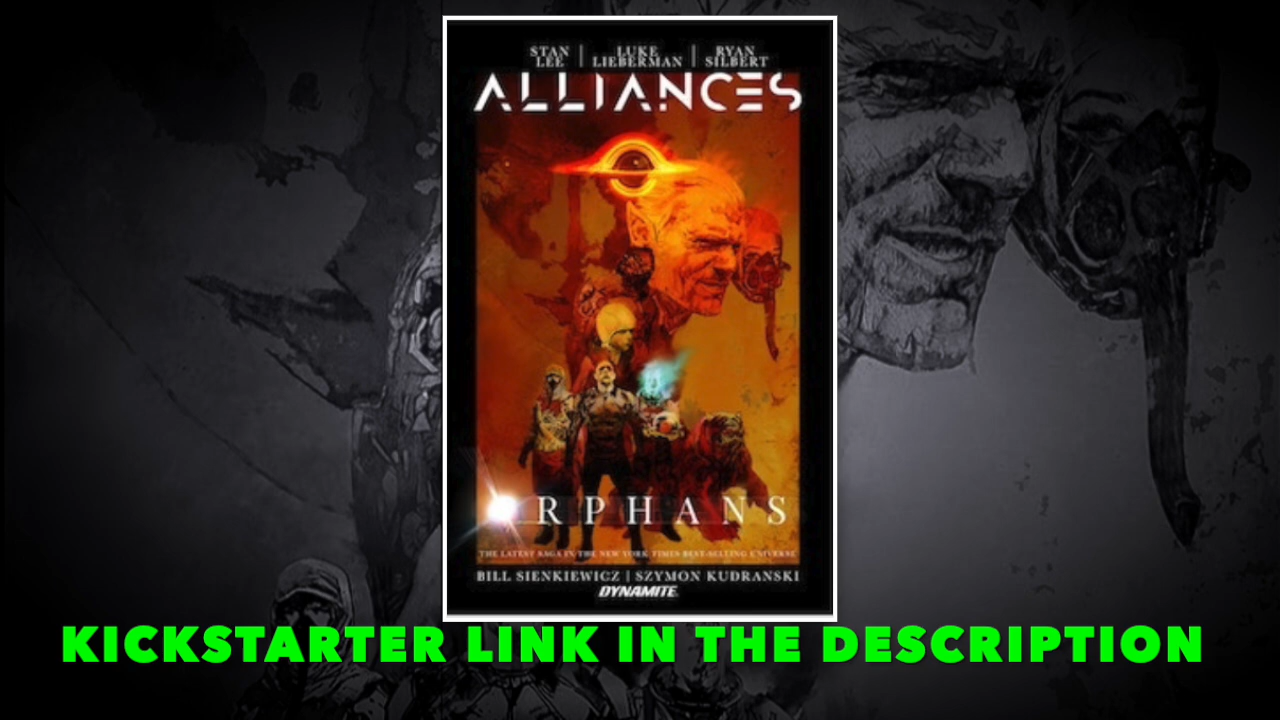 STAN LEE | LUKE LIEBERMAN | RYAN SILBERT
ALLIANCES
ORPHANS
THE LATEST SAGA IN THE NEW YORK TIMES BEST-SELLING UNIVERSE
BILL SIENKIEWICZ | SZYMON KUDRANSKI
DYNAMITE
KICKSTARTER LINK IN THE DESCRIPTION